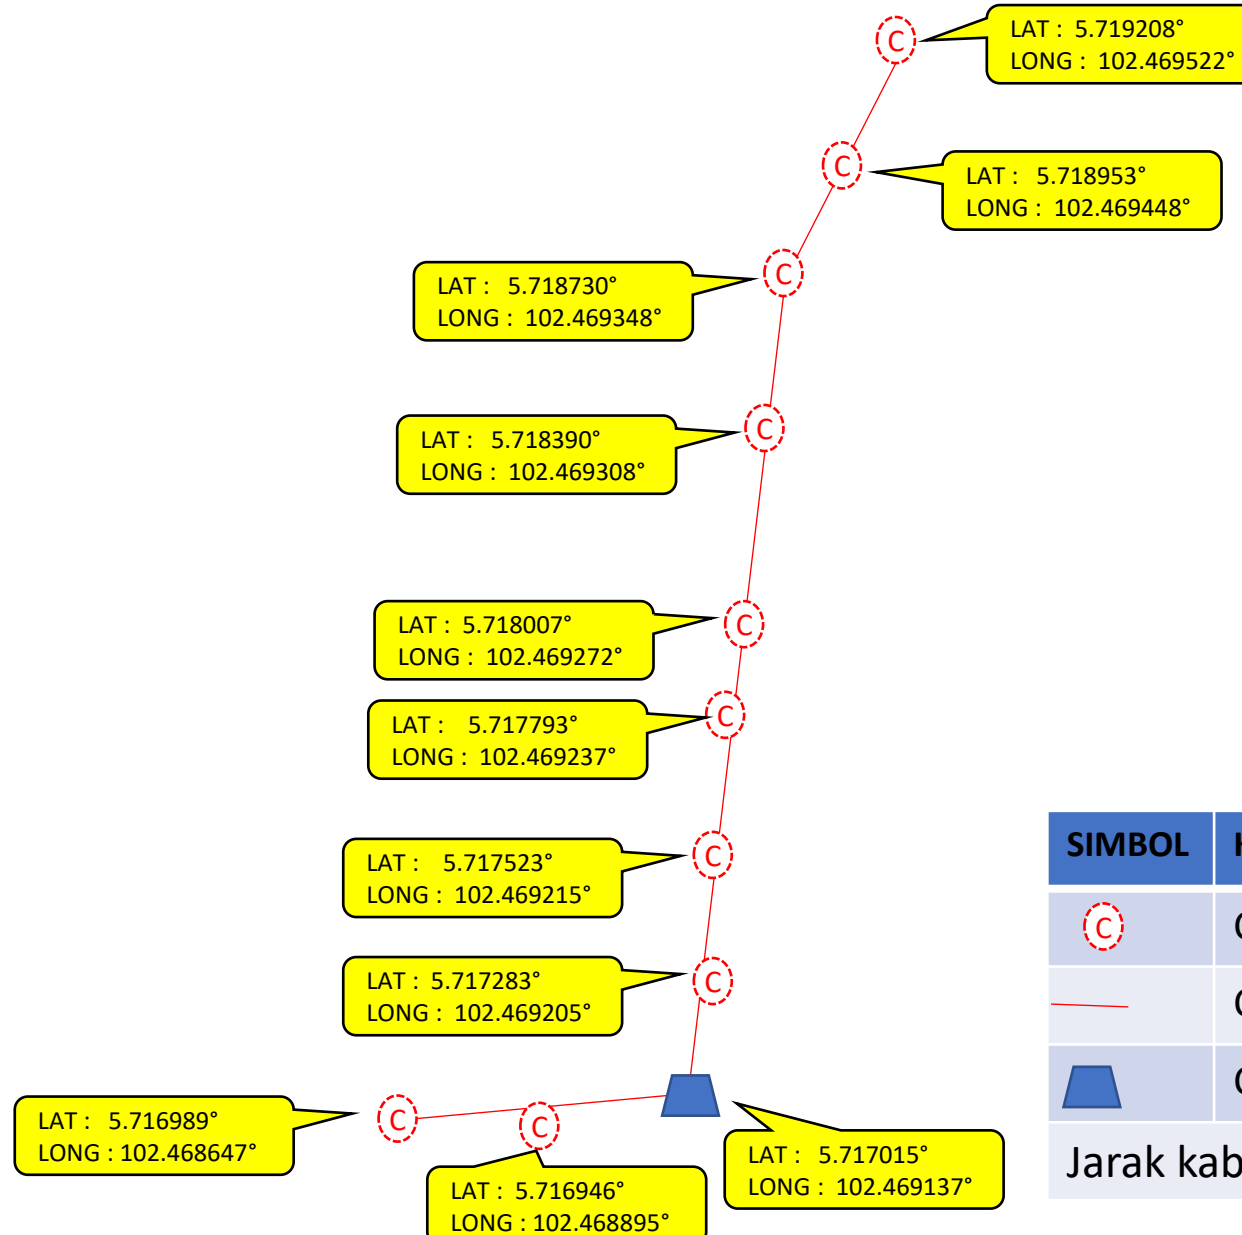 C
LAT : 5.719208°
LONG : 102.469522°
C
LAT : 5.718953°
LONG : 102.469448°
C
LAT : 5.718730°
LONG : 102.469348°
C
LAT : 5.718390°
LONG : 102.469308°
C
LAT : 5.718007°
LONG : 102.469272°
C
LAT : 5.717793°
LONG : 102.469237°
C
LAT : 5.717523°
LONG : 102.469215°
C
LAT : 5.717283°
LONG : 102.469205°
C
LAT : 5.716989°
LONG : 102.468647°
C
LAT : 5.716946°
LONG : 102.468895°
LAT : 5.717015°
LONG : 102.469137°
SIMBOL
C
Jarak